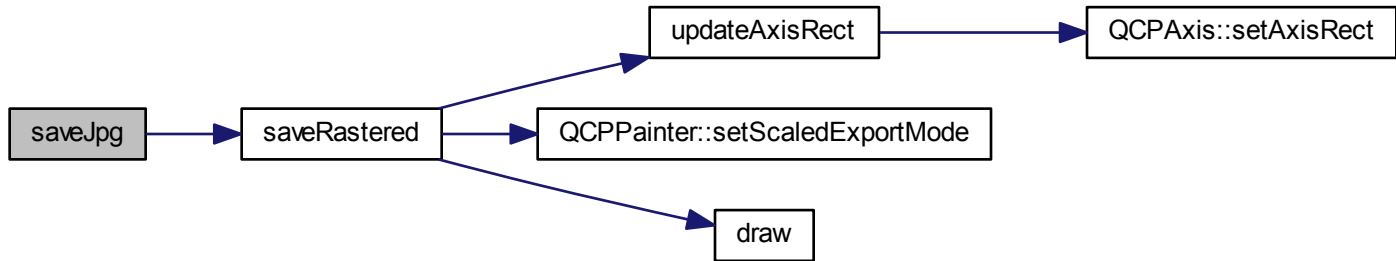 updateAxisRect
QCPAxis::setAxisRect
saveJpg
saveRastered
QCPPainter::setScaledExportMode
draw